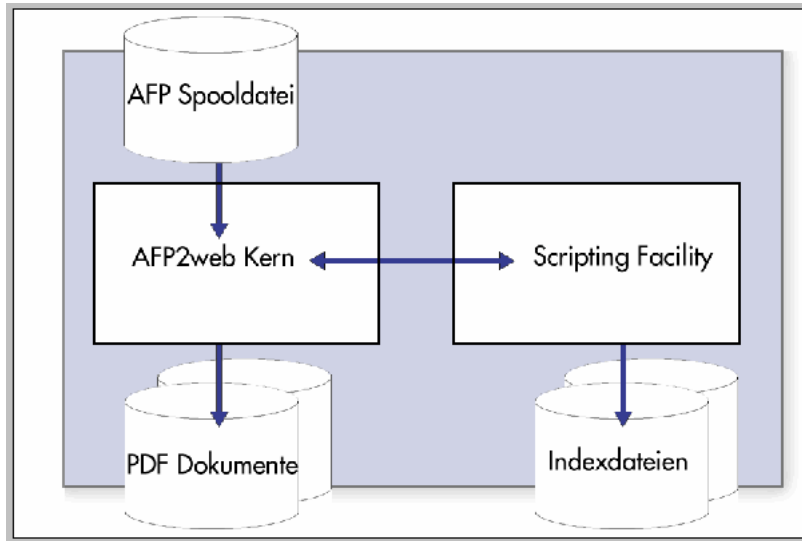 AFP Spooldatei
AFP2web Kern
Scripting Facility
PDF Dokumente
Indexdateien